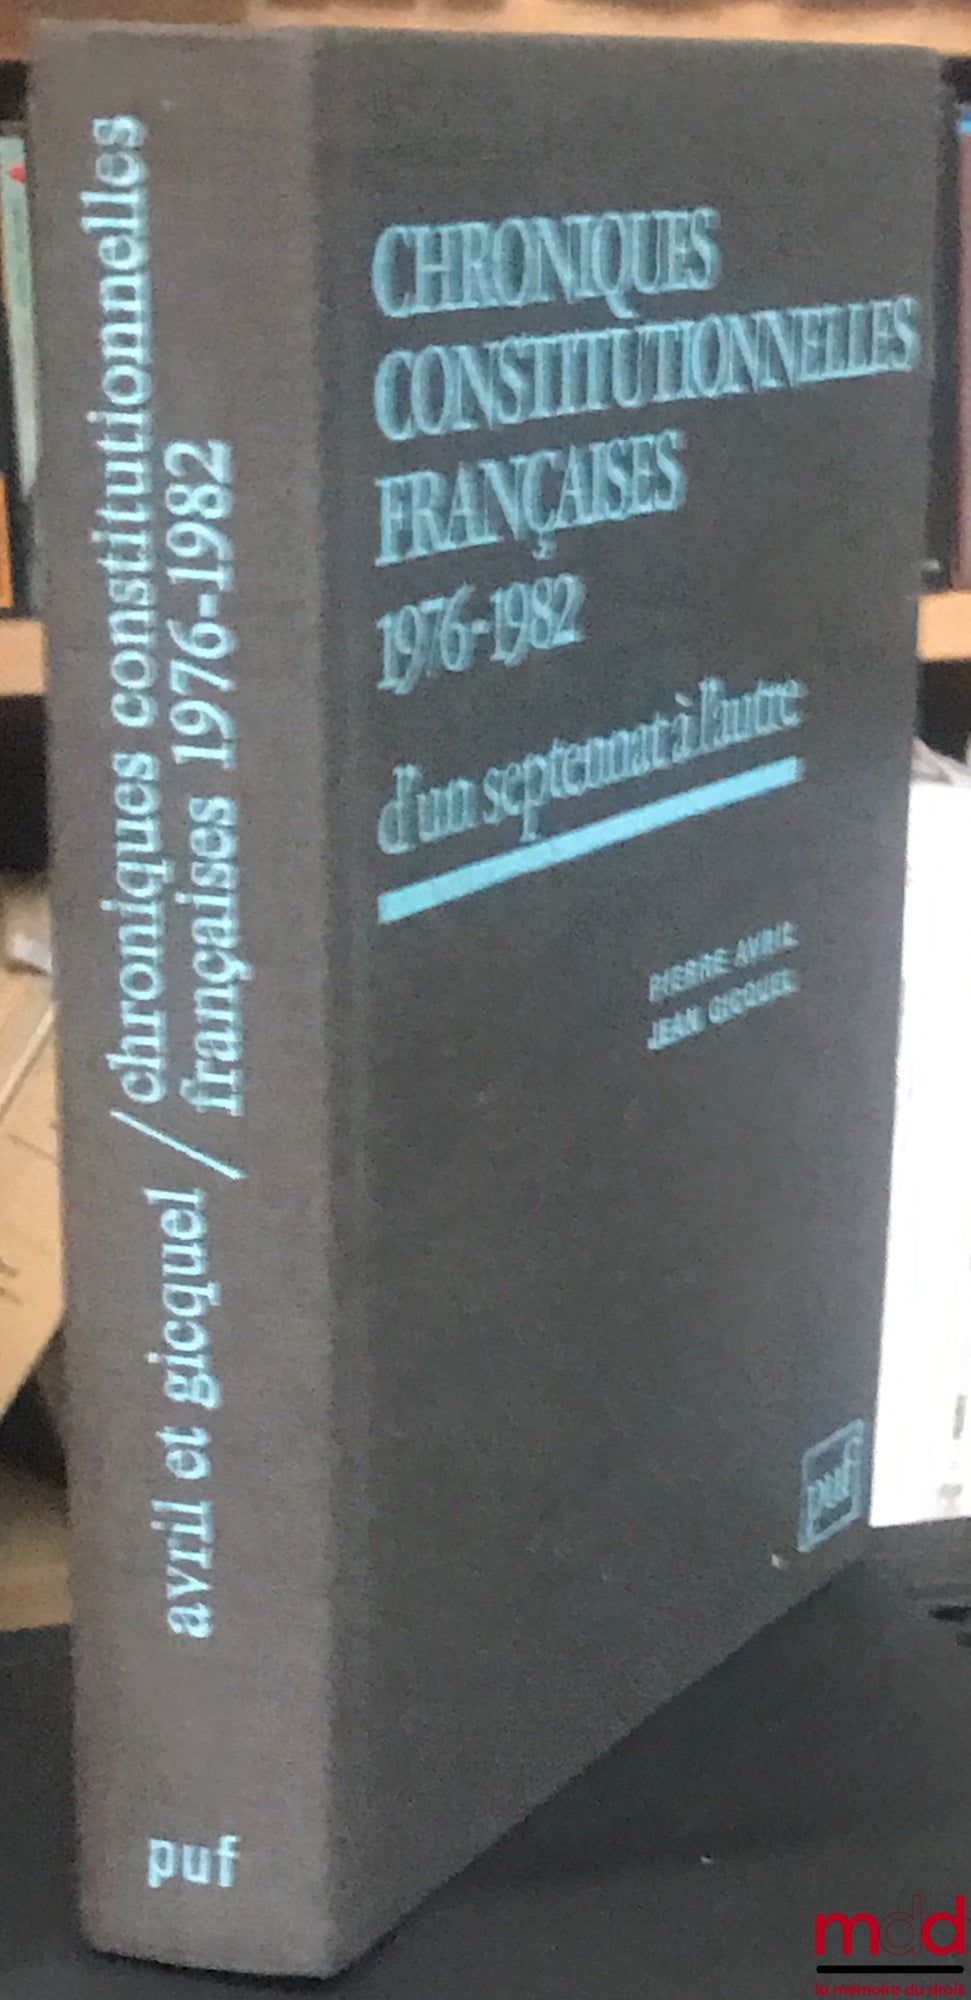 chroniques constitutionnelles
françaises 1976-1982
avril et gicquel /
puf
CHRONIQUES
CONSTITUTIONNELLES
FRANÇAISES
1976-1982
d'un septennat à l'autre
PIERRE AVRIL
JEAN GICQUEL
puf
mdd
la mémoire du droit